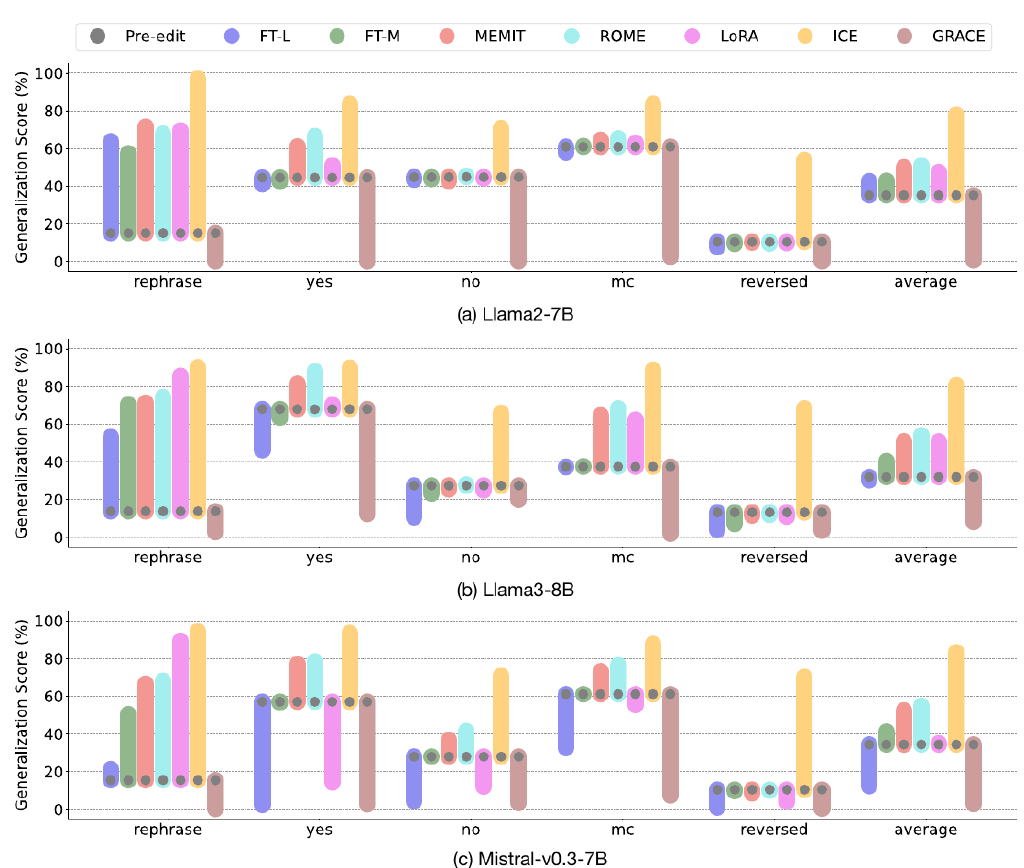 Pre-edit FT-L FT-M MEMIT ROME LoRA ICE GRACE
Generalization Score (%)
100
80
60
40
20
0
rephrase yes no mc reversed average
(a) Llama2-7B
Generalization Score (%)
100
80
60
40
20
0
rephrase yes no mc reversed average
(b) Llama3-8B
Generalization Score (%)
100
80
60
40
20
0
rephrase yes no mc reversed average
(c) Mistral-v0.3-7B